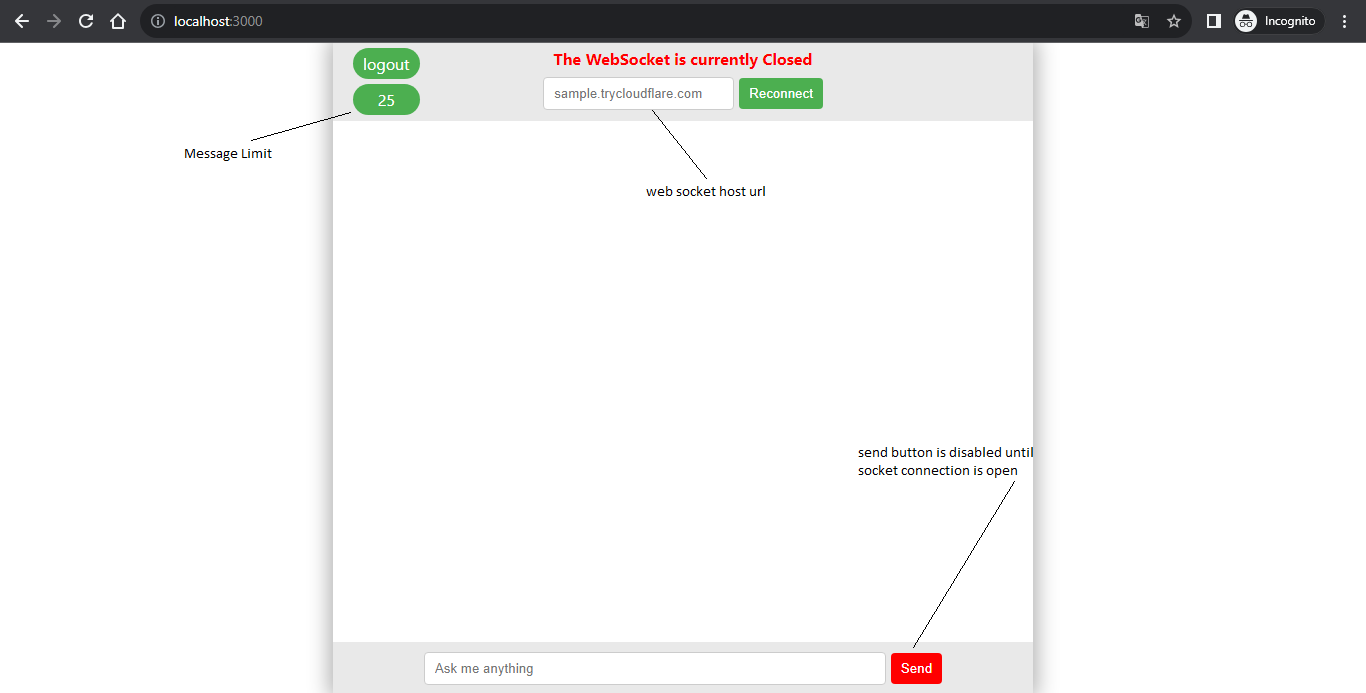 localhost:3000
Incognito
logout
The WebSocket is currently Closed
25
sample.trycloudflare.com
Reconnect
Message Limit
web socket host url
send button is disabled until
socket connection is open
Ask me anything
Send